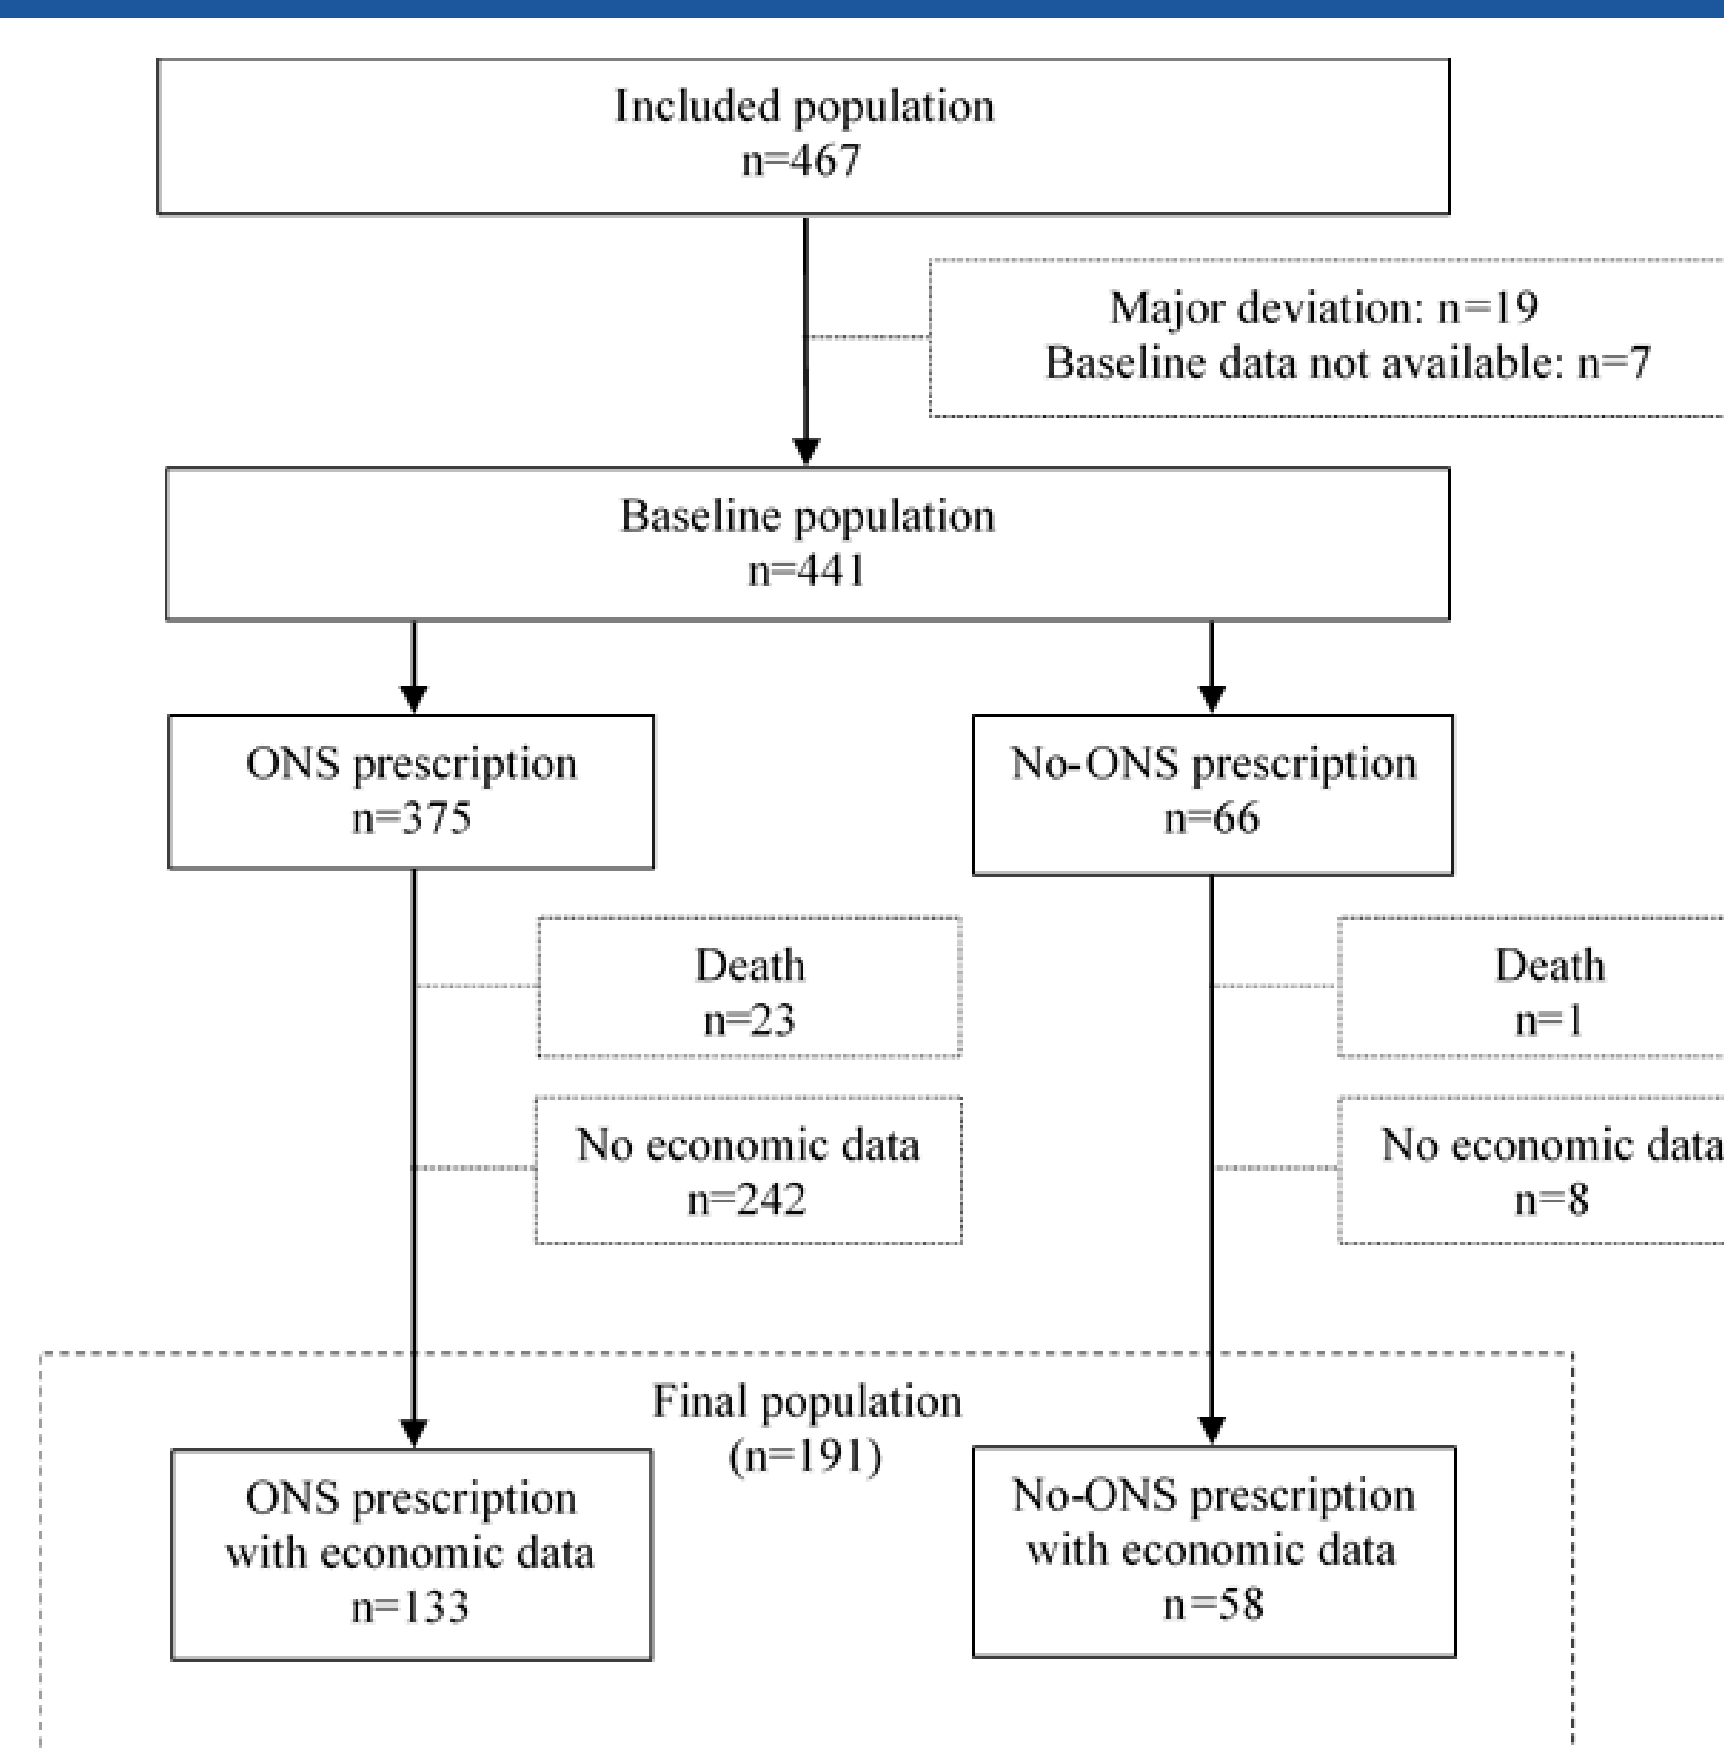 Included population
n=467
Major deviation: n=19
Baseline data not available: n=7
Baseline population
n=441
ONS prescription
n=375
No-ONS prescription
n=66
Death
n=23
Death
n=1
No economic data
n=242
No economic data
n=8
Final population
(n=191)
ONS prescription
with economic data
n=133
No-ONS prescription
with economic data
n=58